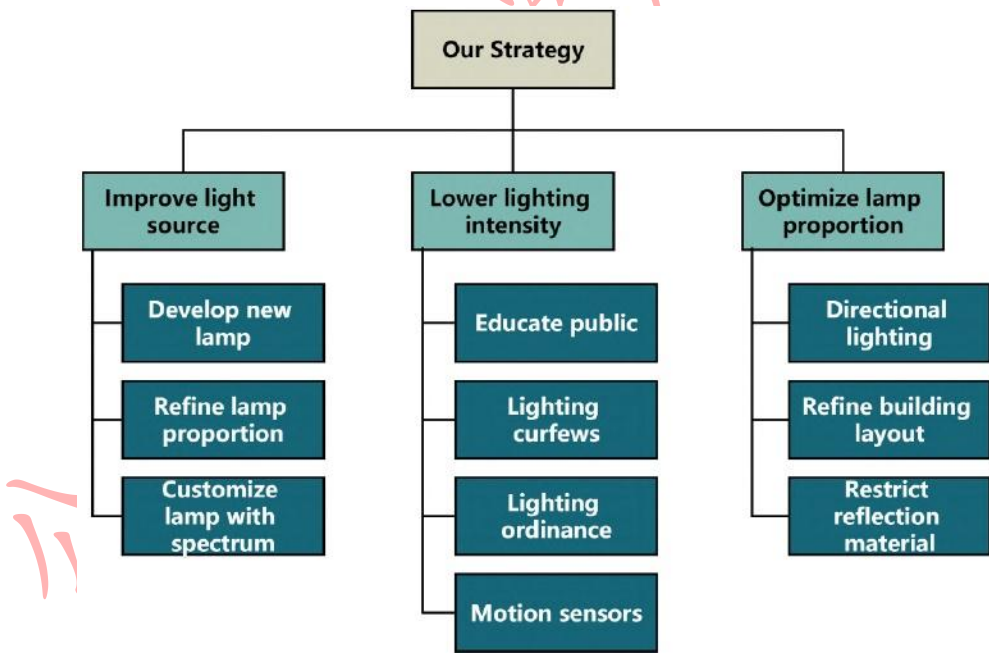 Our Strategy
Improve light
source
Lower lighting
intensity
Optimize lamp
proportion
Develop new
lamp
Refine lamp
proportion
Customize
lamp with
spectrum
Educate public
Lighting
curfews
Lighting
ordinance
Motion sensors
Directional
lighting
Refine building
layout
Restrict
reflection
material